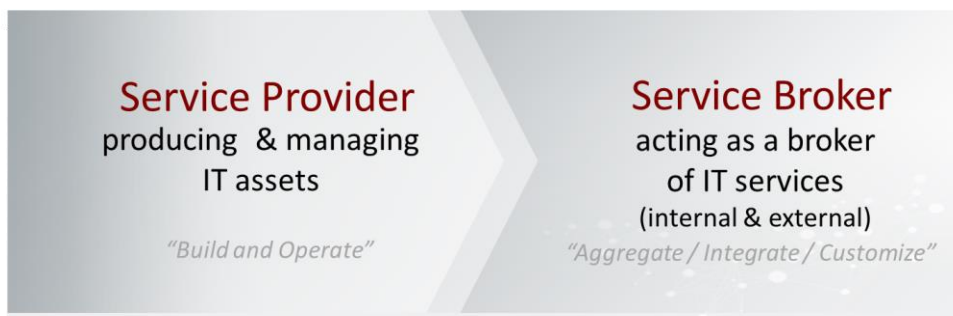 Service Provider
producing & managing
IT assets
"Build and Operate"
Service Broker
acting as a broker
of IT services
(internal & external)
"Aggregate / Integrate / Customize"